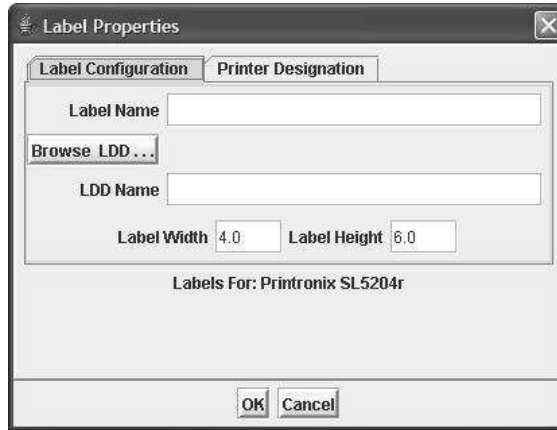 Label Properties
Label Configuration Printer Designation
Label Name
Browse LDD ...
LDD Name
Label Width 4.0 Label Height 6.0
Labels For: Printronix SL5204r
OK Cancel